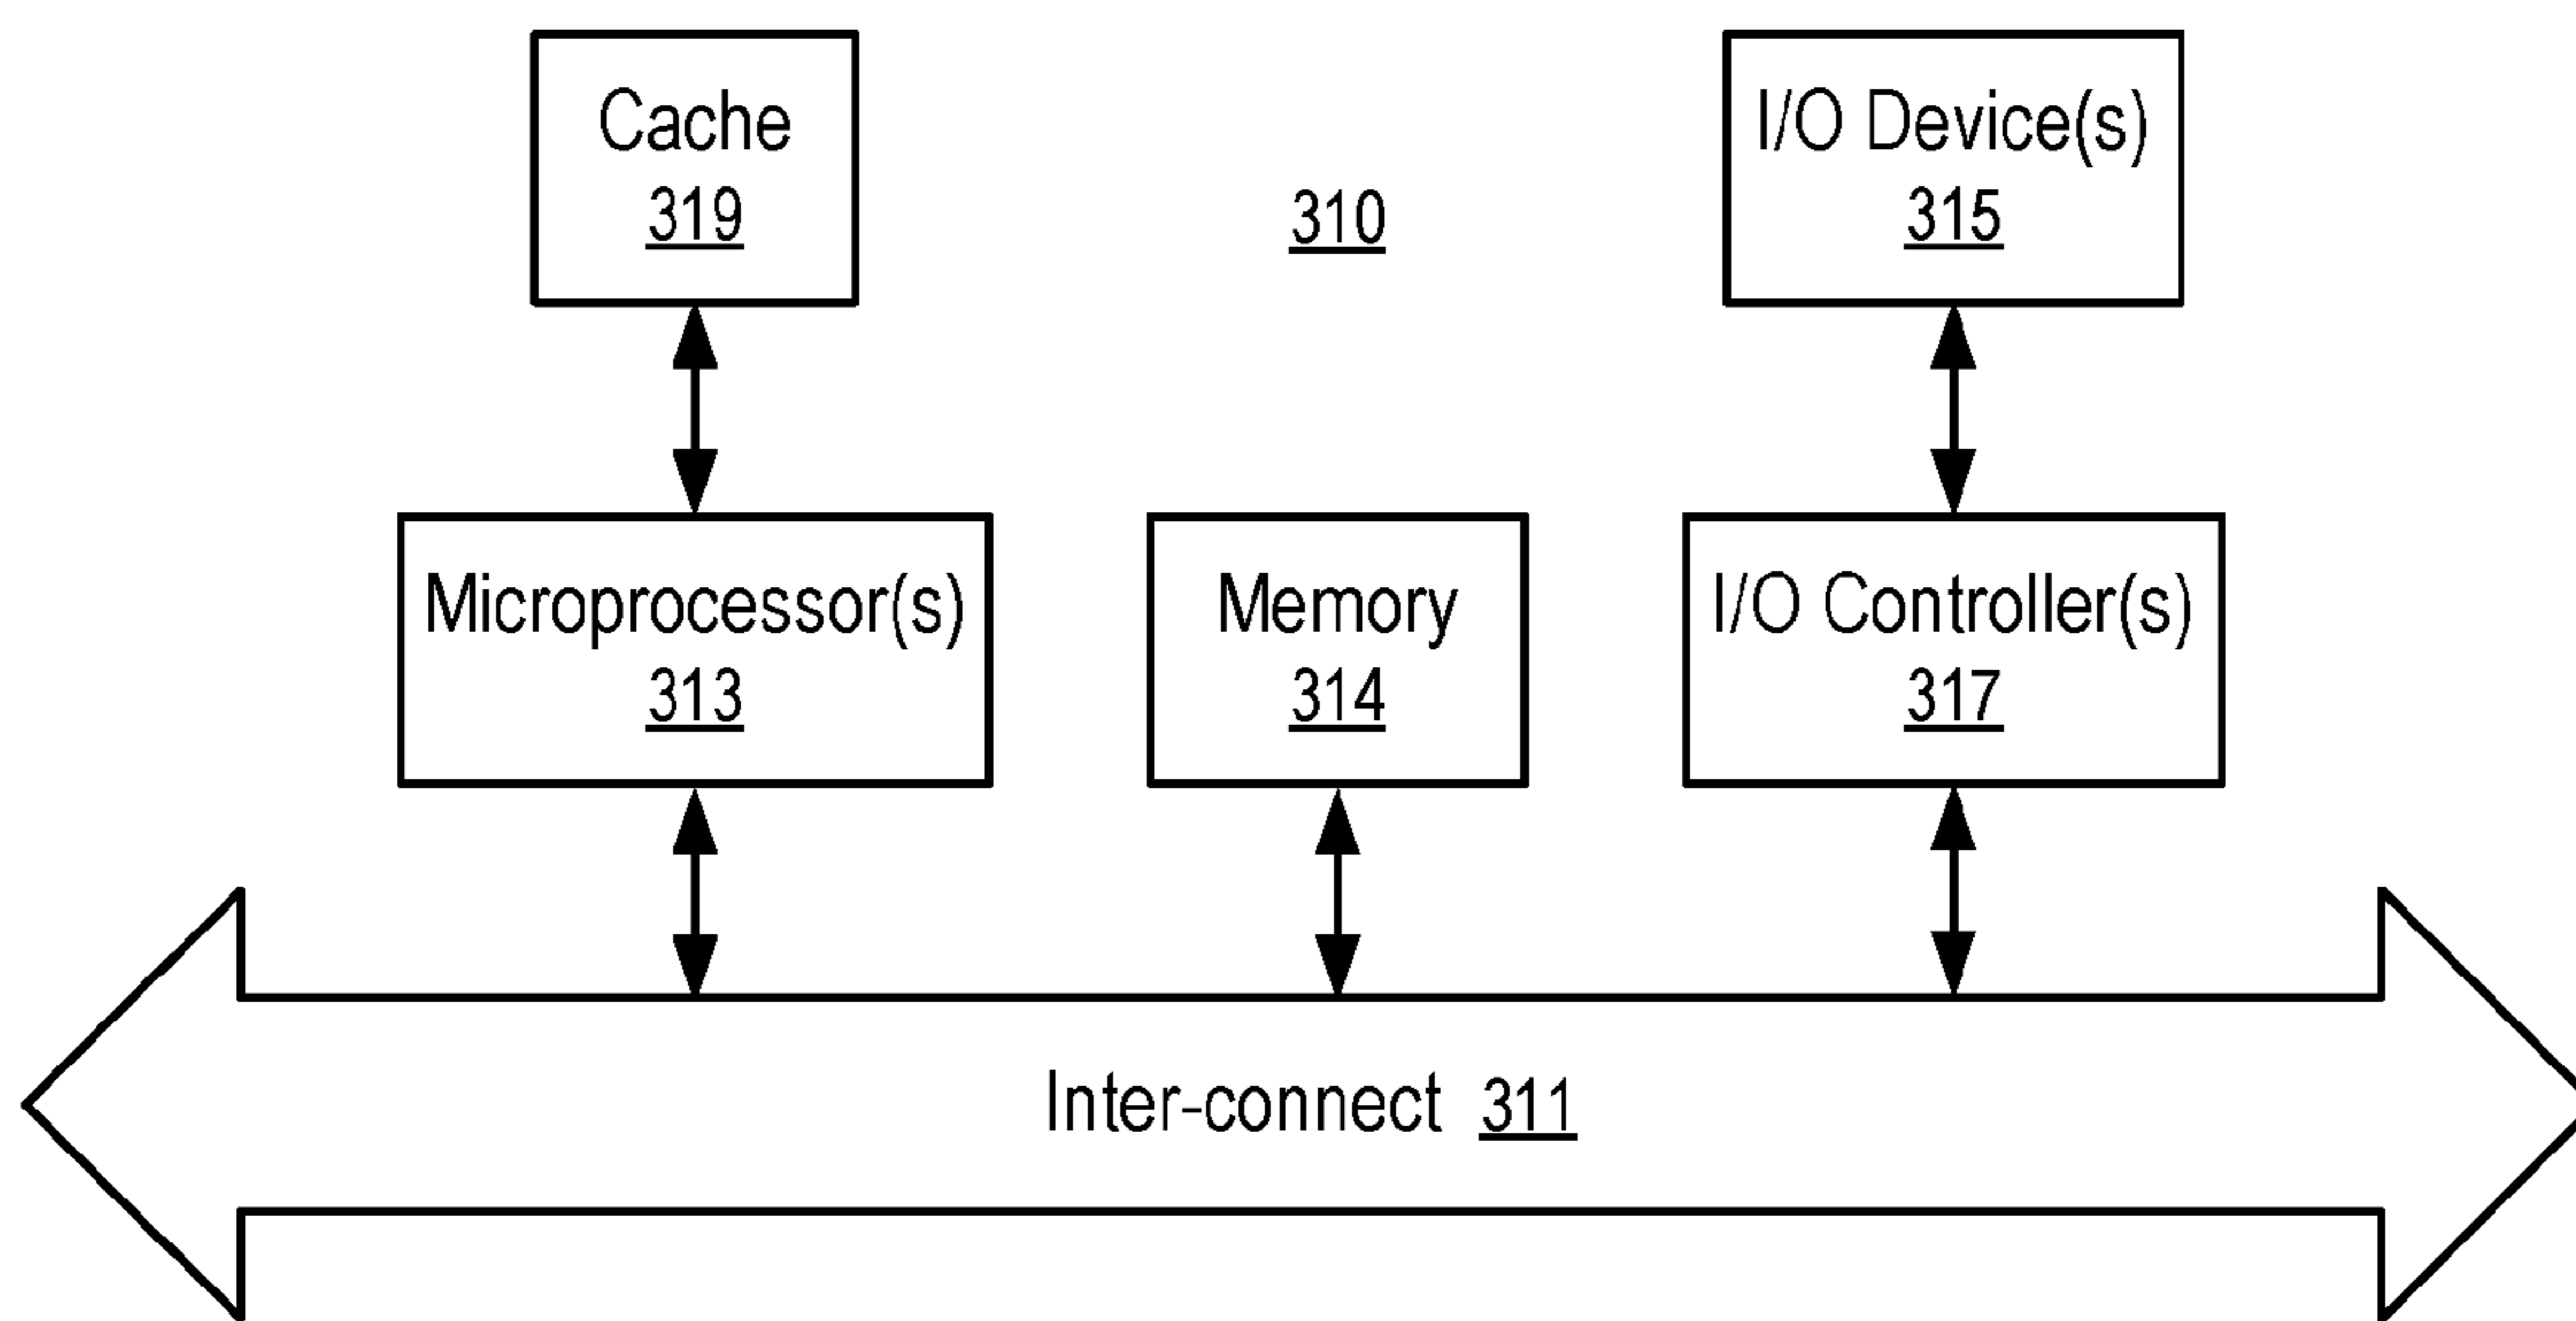 Cache
319
310
I/O Device(s)
315
Microprocessor(s)
313
Memory
314
I/O Controller(s)
317
Inter-connect 311